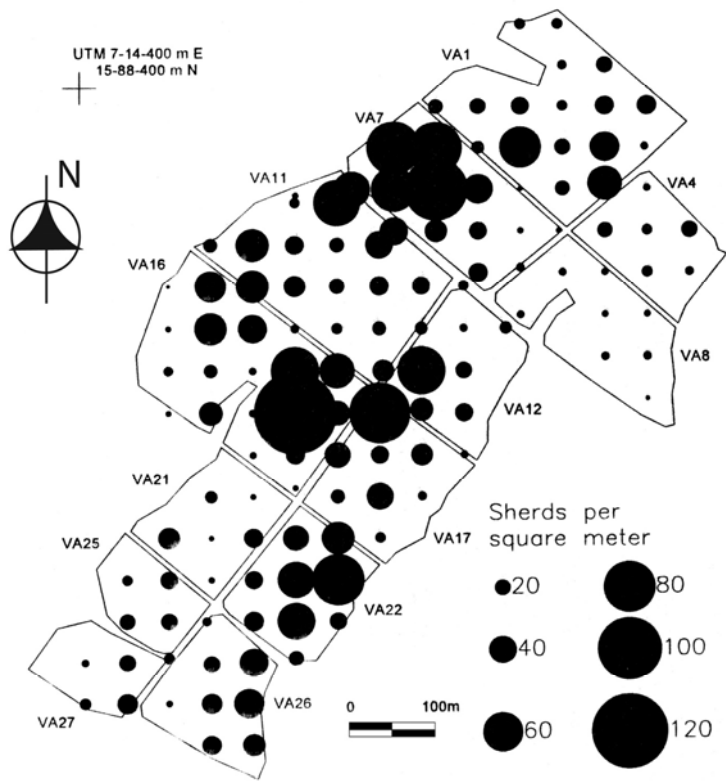 UTM 7-14-400 m E
15-88-400 m N
N
VA1
VA7
VA4
VA11
VA16
VA8
VA12
VA21
VA17
VA25
VA22
VA27
VA26
0 100m
Sherds per
square meter
20 80
40 100
60 120